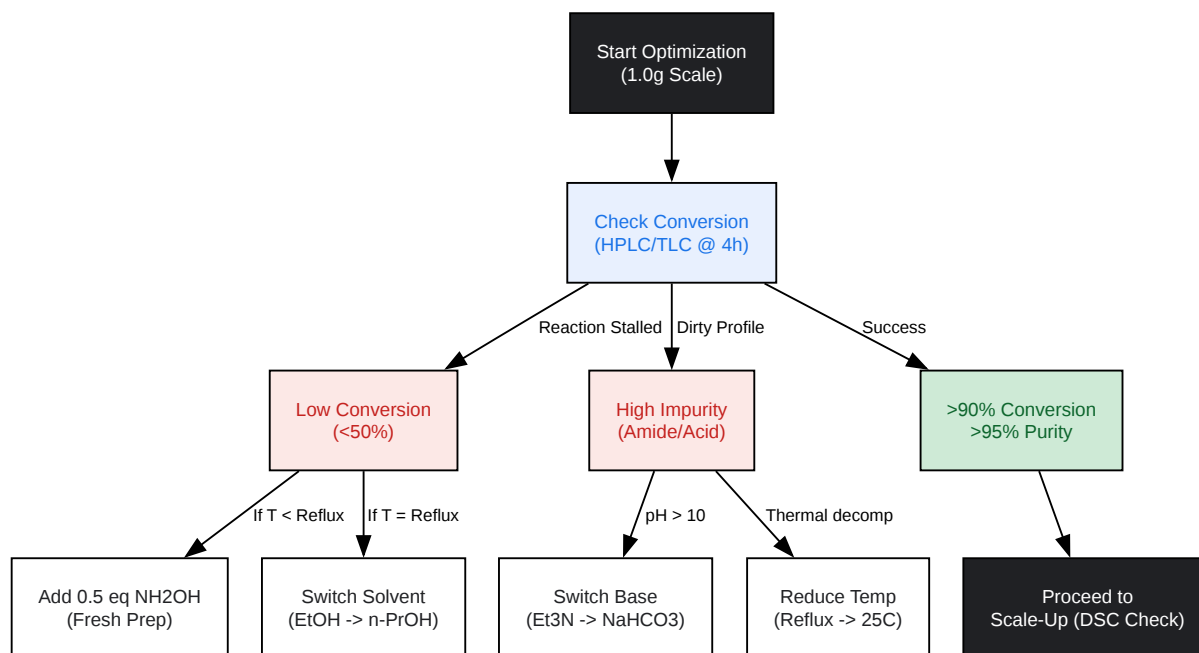 Start Optimization
(1.0g Scale)
Check Conversion
(HPLC/TLC @ 4h)
Reaction Stalled
Dirty Profile
Success
Low Conversion
(<50%)
High Impurity
(Amide/Acid)
>90% Conversion
>95% Purity
If T < Reflux
If T = Reflux
pH > 10
Thermal decomp
Add 0.5 eq NH2OH
(Fresh Prep)
Switch Solvent
(EtOH -> n-PrOH)
Switch Base
(Et3N -> NaHCO3)
Reduce Temp
(Reflux -> 25C)
Proceed to
Scale-Up (DSC Check)